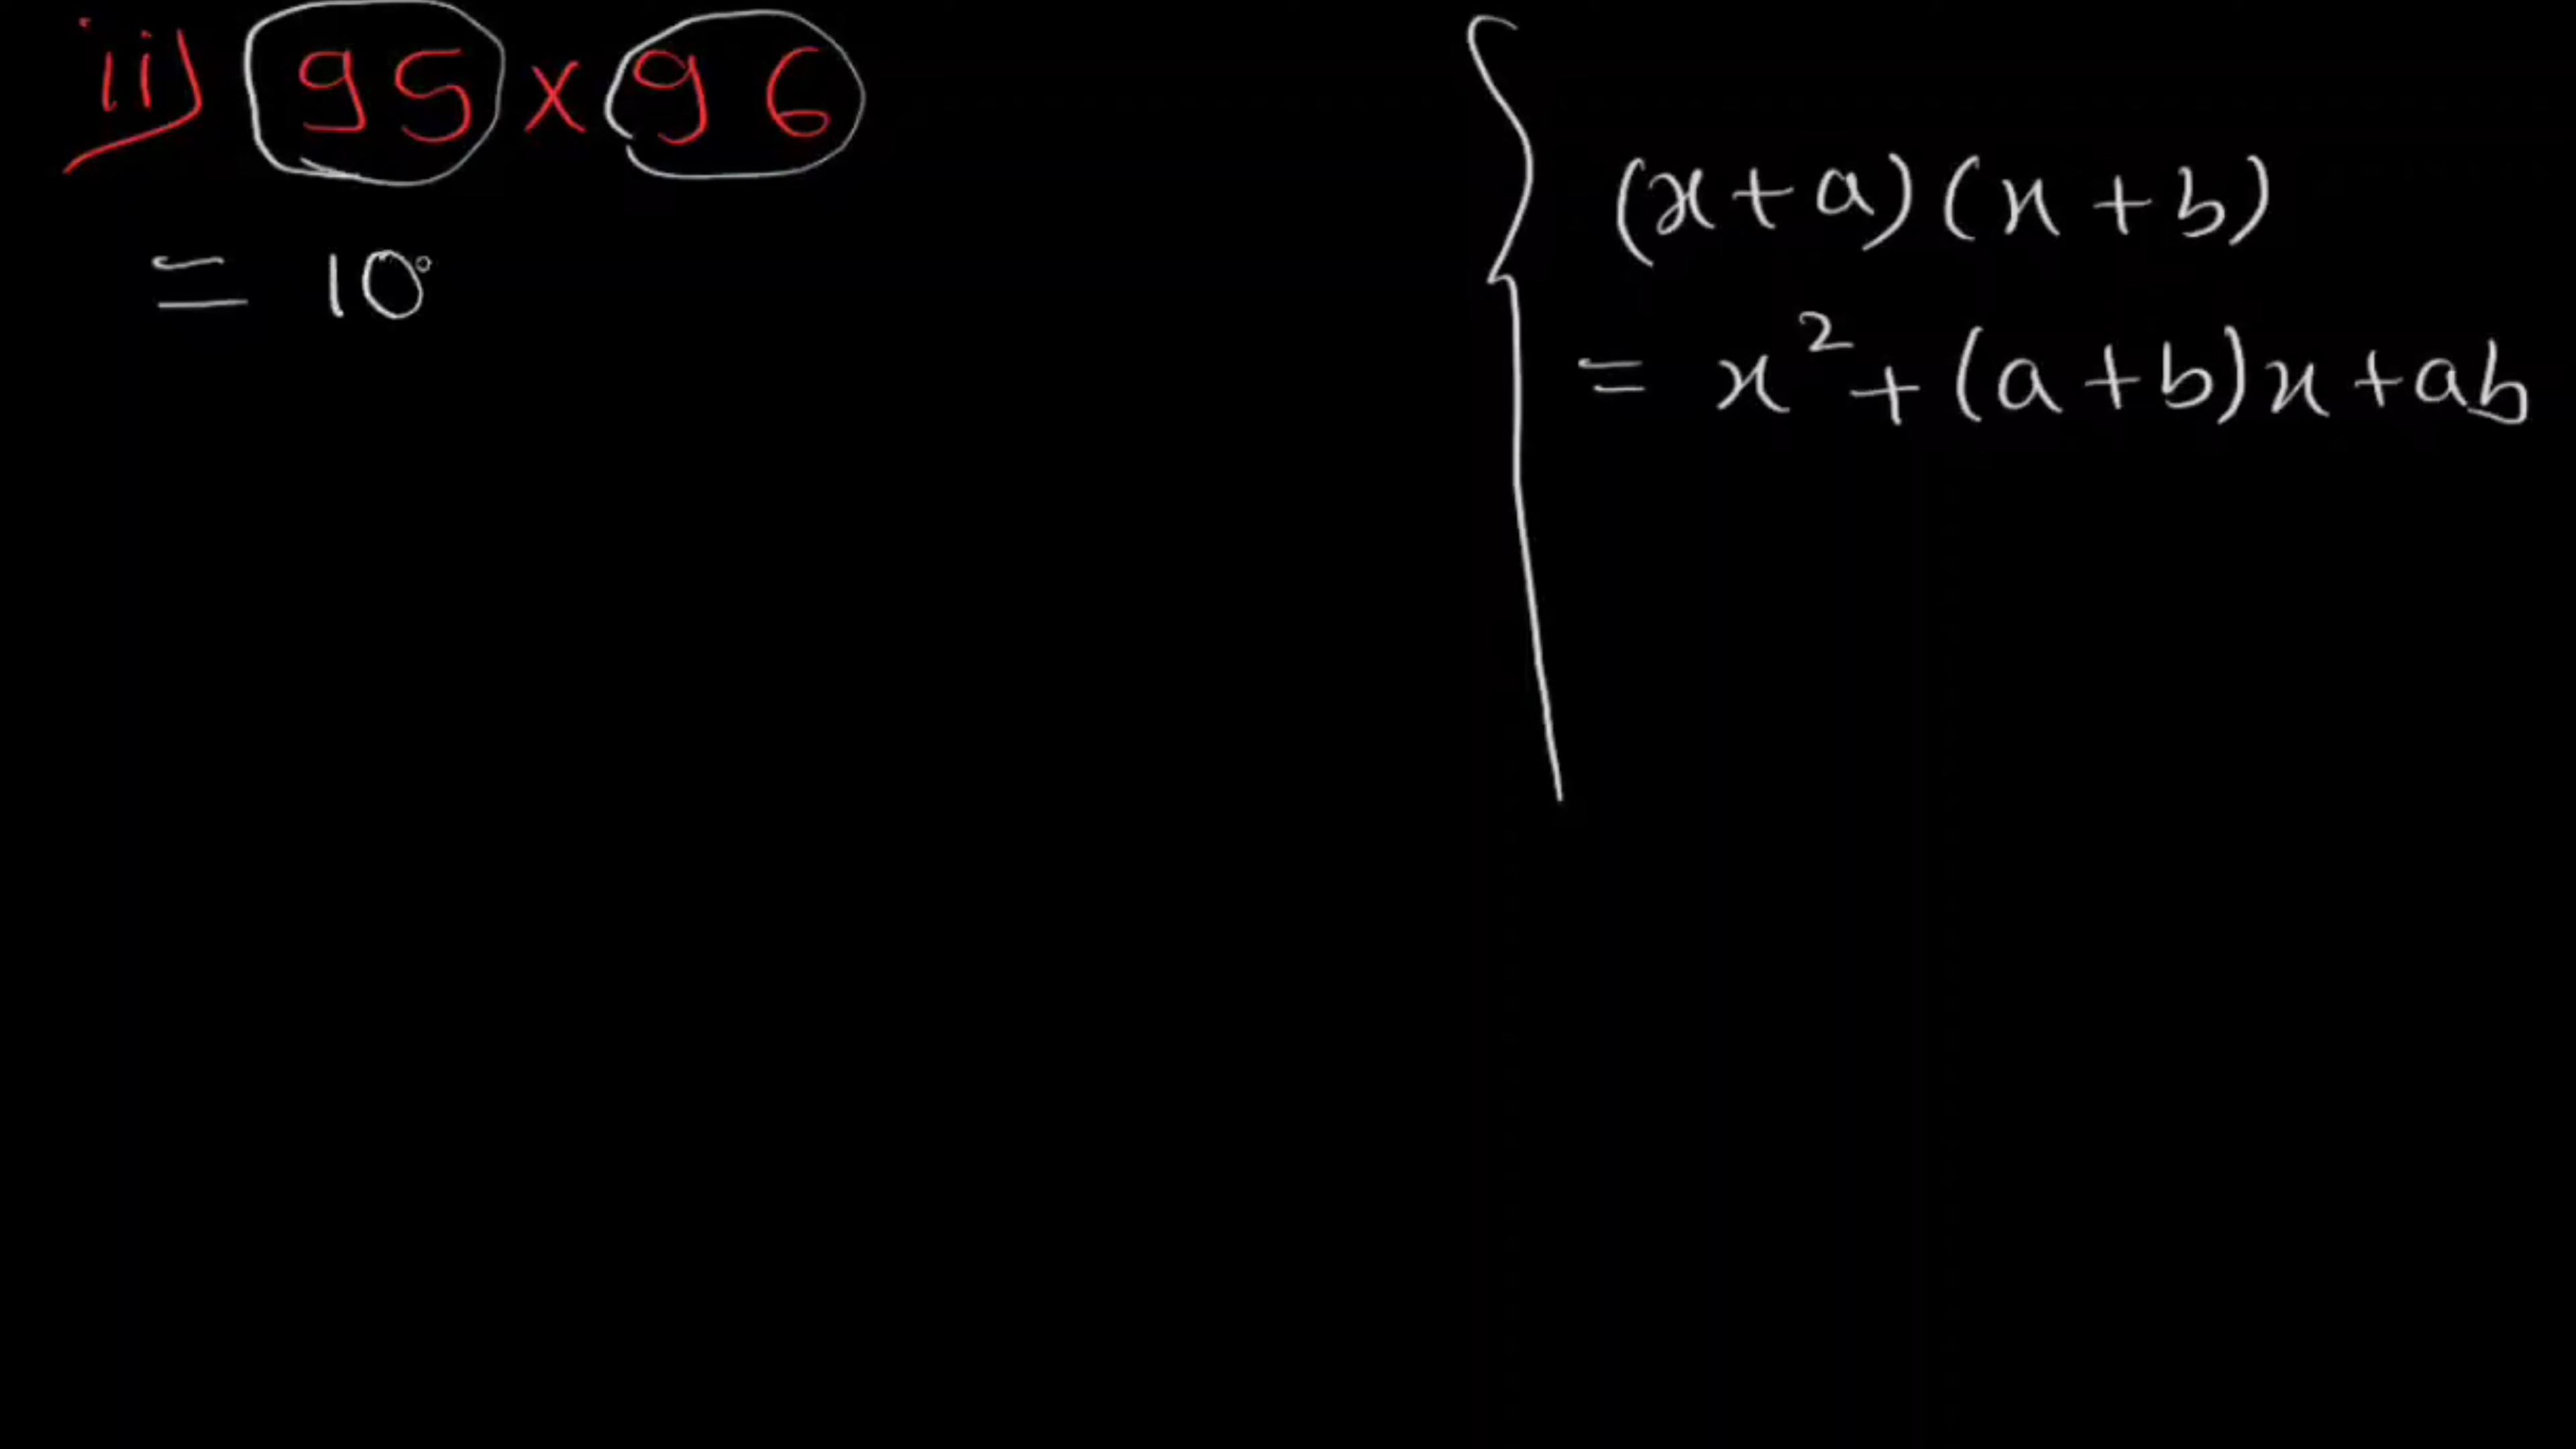 ii) 95 x 96
= 10
(x+a)(x+b)
= x²+(a+b)x+ab